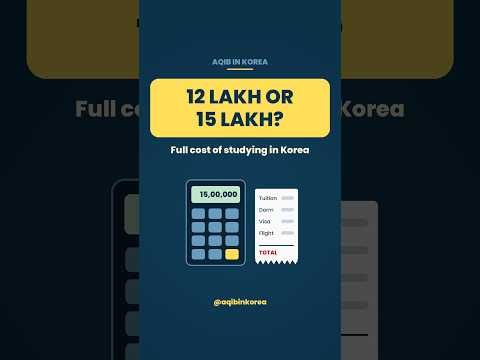 AQIB IN KOREA
12 LAKH OR
15 LAKH?
Full cost of studying in Korea
15,00,000
Tuition
Dorm
Visa
Flight
TOTAL
@aqibinkorea